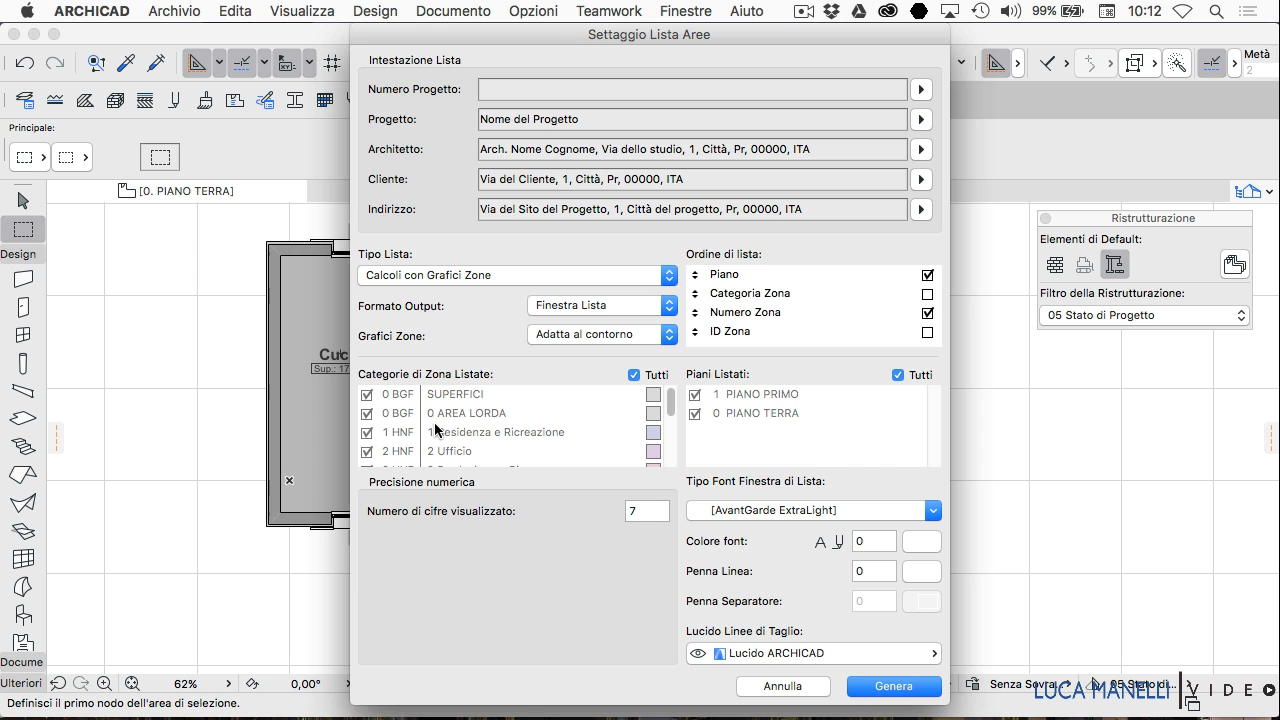 ARCHICAD Archivio Edita Visualizza Design Documento Opzioni Teamwork Finestre Aiuto 99% 10:12
Settaggio Lista Aree
Intestazione Lista
Numero Progetto:
Progetto: Nome del Progetto
Architetto: Arch. Nome Cognome, Via dello studio, 1, Città, Pr, 00000, ITA
Cliente: Via del Cliente, 1, Città, Pr, 00000, ITA
Indirizzo: Via del Sito del Progetto, 1, Città del progetto, Pr, 00000, ITA
Metà
2
Principale:
[0. PIANO TERRA]
Design
Cuc
Sup.: 17
Docume
Ulteriori
62%
0,00°
Definisci il primo nodo dell'area di selezione.
Tipo Lista:
Calcoli con Grafici Zone
Formato Output: Finestra Lista
Grafici Zone: Adatta al contorno
Ordine di lista:
Piano
Categoria Zona
Numero Zona
ID Zona
Categorie di Zona Listate: Tutti
0 BGF SUPERFICI
0 BGF 0 AREA LORDA
1 HNF 1 Residenza e Ricreazione
2 HNF 2 Ufficio
Piani Listati: Tutti
1 PIANO PRIMO
0 PIANO TERRA
Precisione numerica
Numero di cifre visualizzato: 7
Tipo Font Finestra di Lista:
[AvantGarde ExtraLight]
Colore font: 0
Penna Linea: 0
Penna Separatore: 0
Lucido Linee di Taglio:
Lucido ARCHICAD
Annulla Genera
Ristrutturazione
Elementi di Default:
Filtro della Ristrutturazione:
05 Stato di Progetto
Senza Sovra...
05 Stato di...
LUCA MANELLI VIDEO